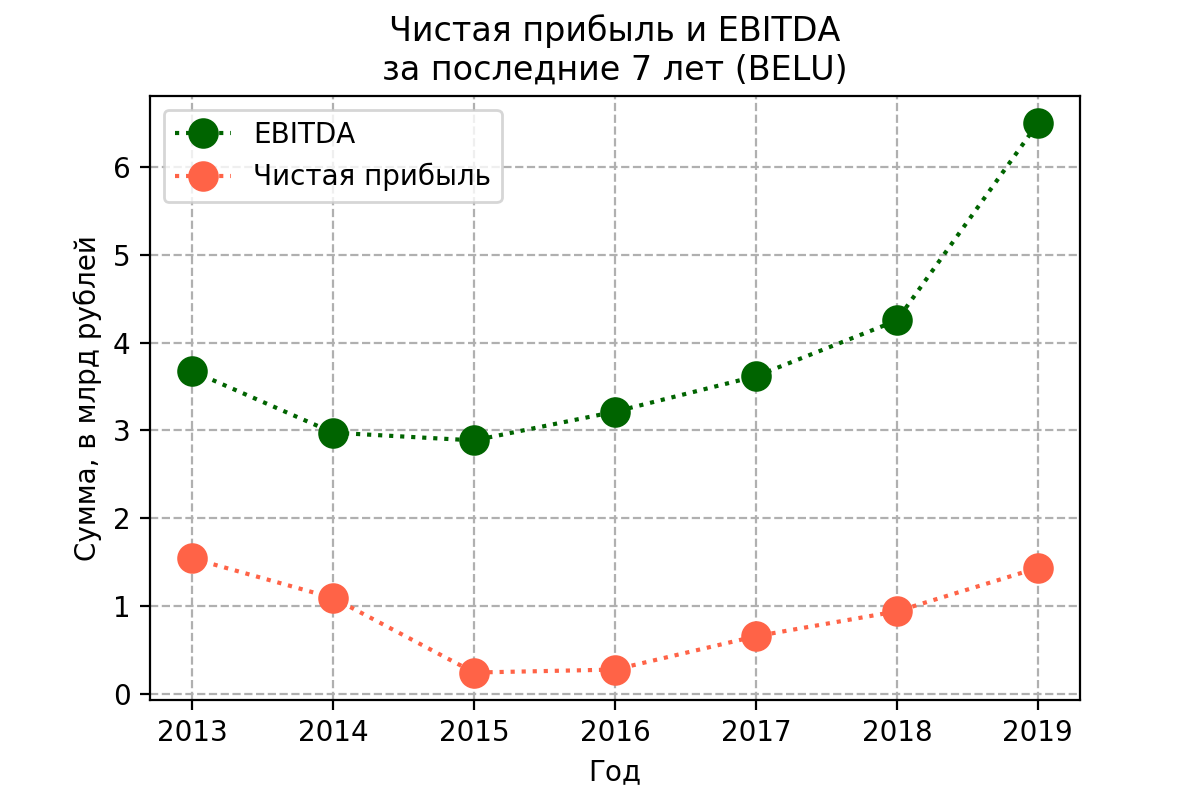 Чистая прибыль и EBITDA
за последние 7 лет (BELU)
EBITDA
Чистая прибыль
Сумма, в млрд рублей
6
5
4
3
2
1
0
2013 2014 2015 2016 2017 2018 2019
Год